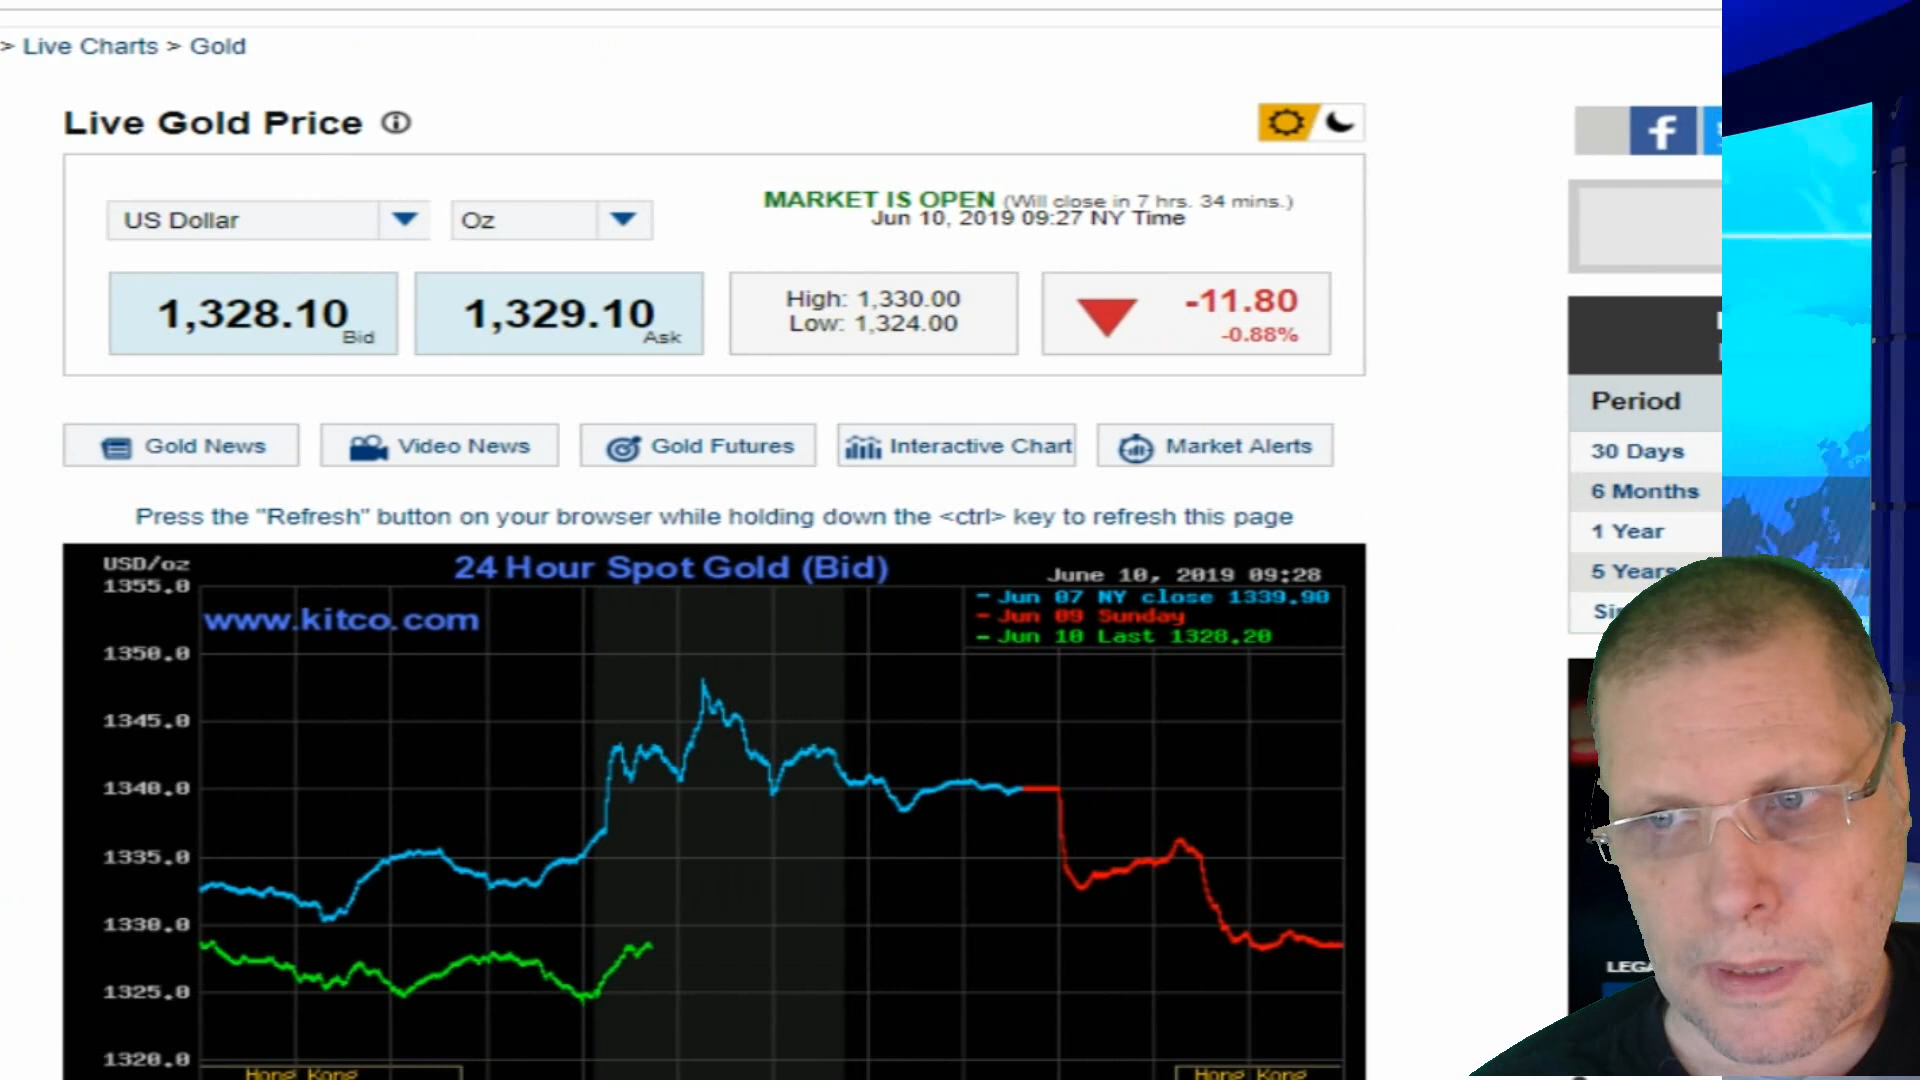 > Live Charts > Gold
Live Gold Price
US Dollar
Oz
MARKET IS OPEN (Will close in 7 hrs. 34 mins.)
Jun 10, 2019 09:27 NY Time
1,328.10
Bid
1,329.10
Ask
High: 1,330.00
Low: 1,324.00
-11.80
-0.88%
Gold News
Video News
Gold Futures
Interactive Chart
Market Alerts
Press the "Refresh" button on your browser while holding down the <ctrl> key to refresh this page
Period
30 Days
6 Months
1 Year
5 Years
USD/oz
24 Hour Spot Gold (Bid)
June 10, 2019 09:28
www.kitco.com
Jun 07 NY close 1339.90
Jun 09 Sunday
Jun 10 Last 1328.20
1355.0
1350.0
1345.0
1340.0
1335.0
1330.0
1325.0
1320.0
Hong Kong
Hong Kong